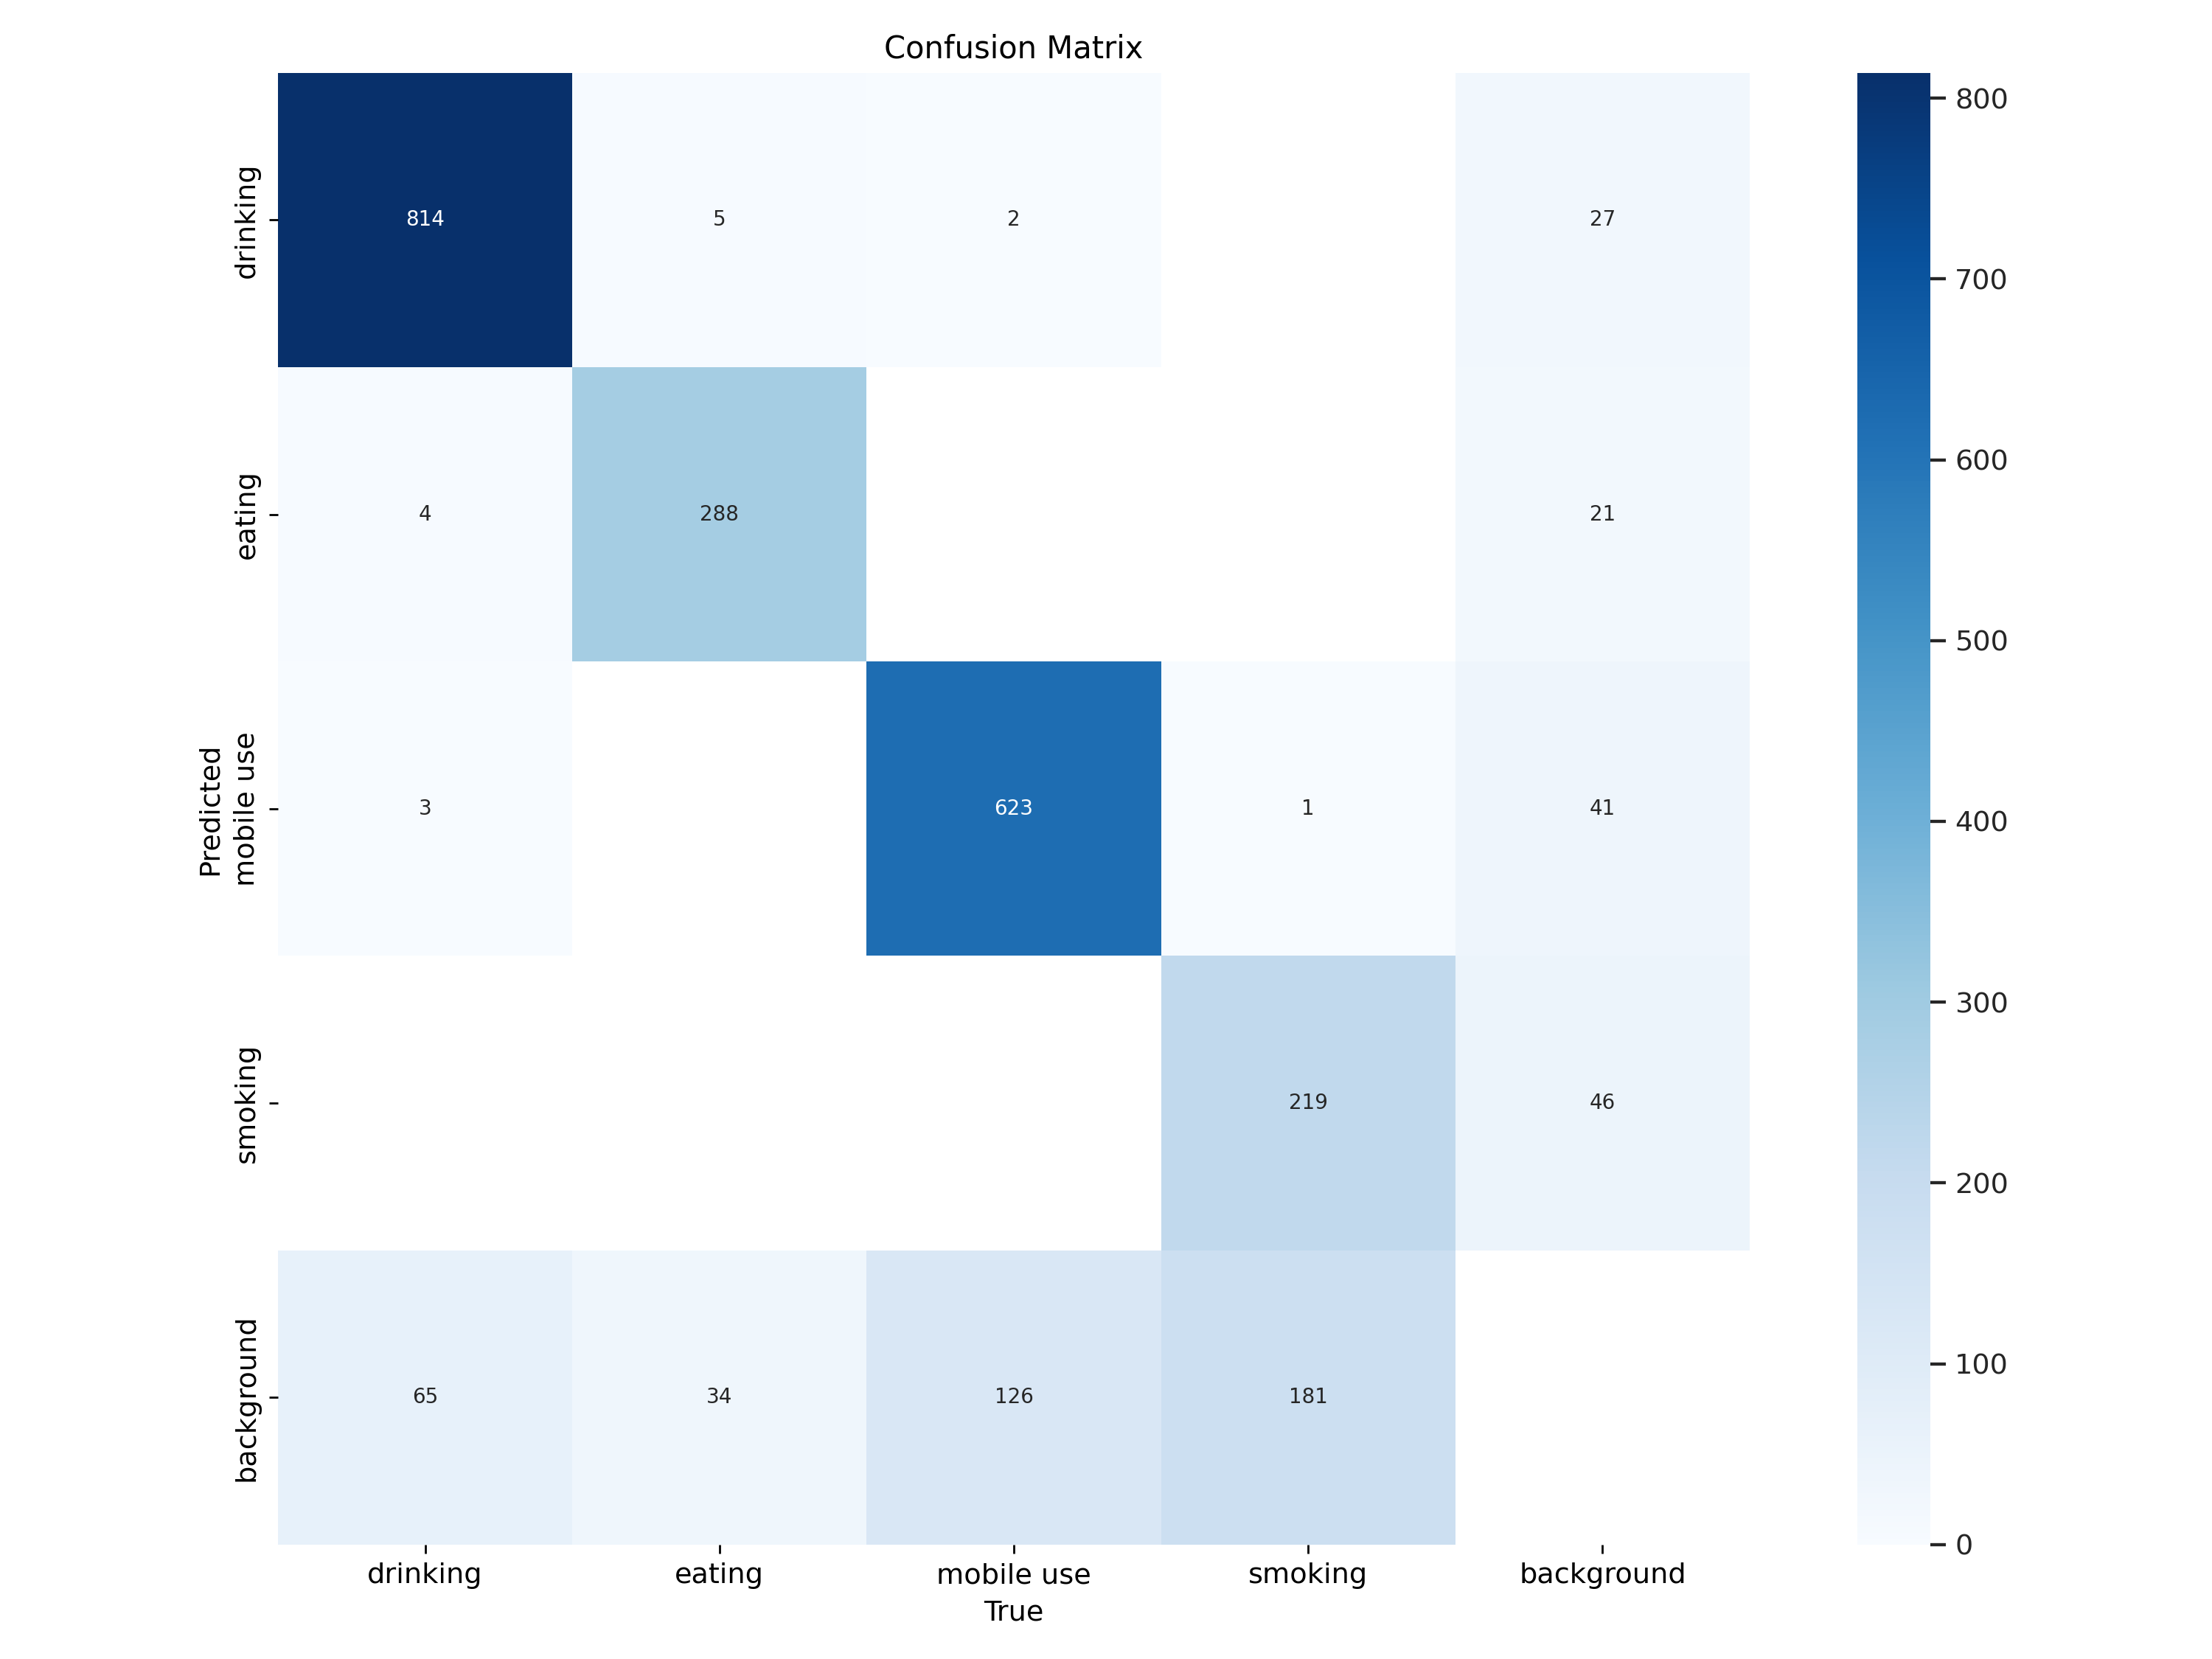 Confusion Matrix
drinking
814
5
2
27
eating
4
288
21
Predicted
mobile use
3
623
1
41
smoking
219
46
background
65
34
126
181
drinking
eating
mobile use
smoking
background
True
800
700
600
500
400
300
200
100
0